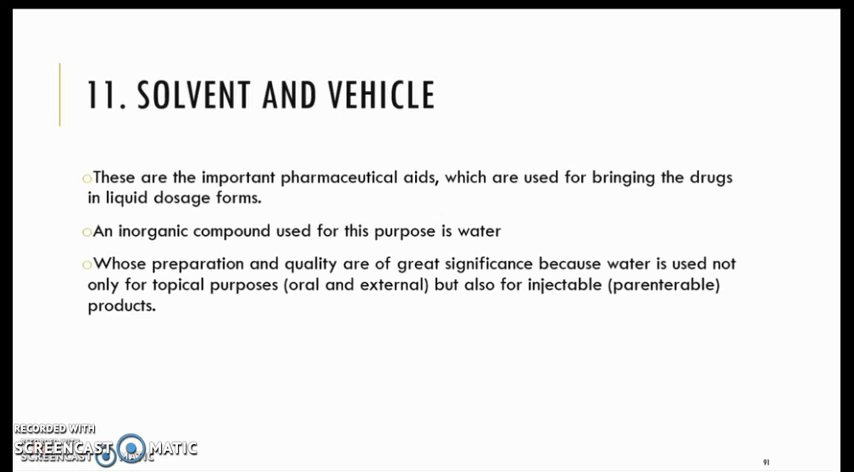 11. SOLVENT AND VEHICLE
○These are the important pharmaceutical aids, which are used for bringing the drugs
in liquid dosage forms.
○An inorganic compound used for this purpose is water
○Whose preparation and quality are of great significance because water is used not
only for topical purposes (oral and external) but also for injectable (parenterable)
products.
RECORDED WITH
SCREENCAST MATIC
SCREENCAST MATIC
91